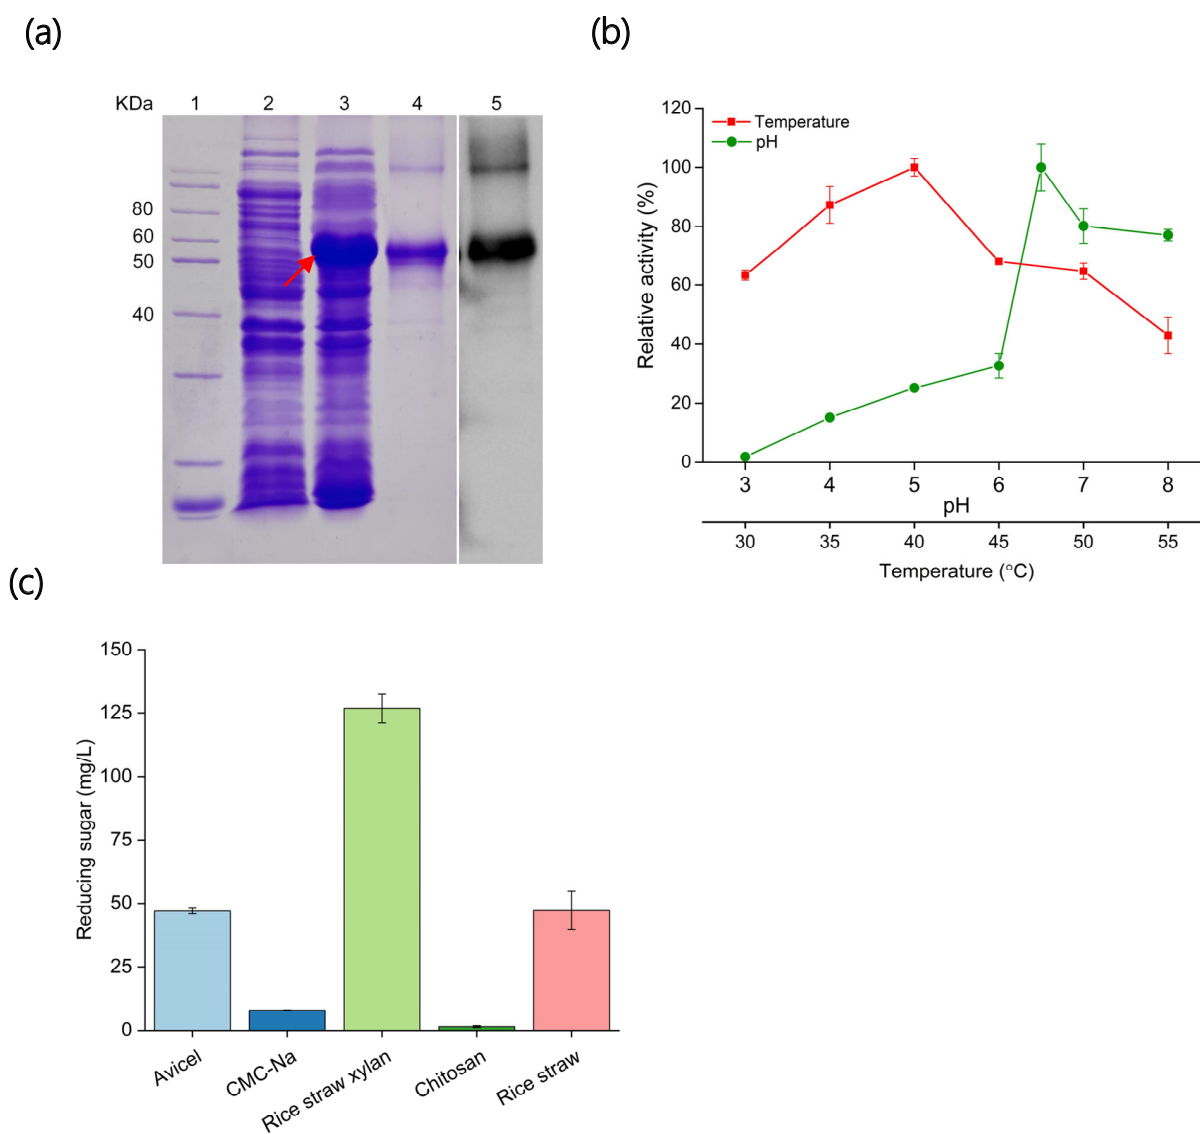 (a)
KDa 1 2 3 4 5
80
60
50
40
(b)
120
100
80
60
40
20
0
Relative activity (%)
Temperature
pH
3 4 5 6 7 8
pH
30 35 40 45 50 55
Temperature (°C)
(c)
150
125
100
75
50
25
0
Reducing sugar (mg/L)
Avicel
CMC-Na
Rice straw xylan
Chitosan
Rice straw